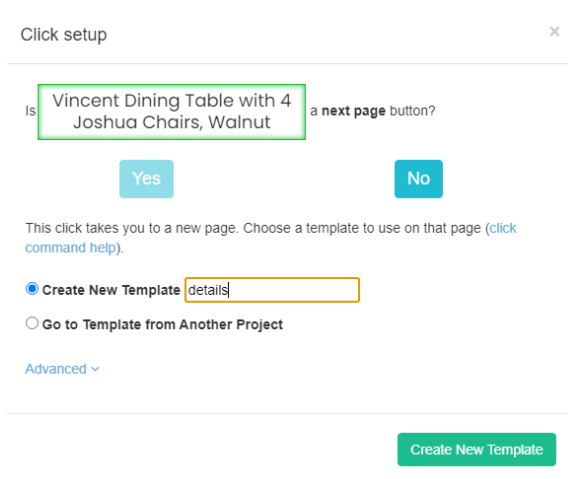 Click setup
×
Is Vincent Dining Table with 4 Joshua Chairs, Walnut a next page button?
Yes No
This click takes you to a new page. Choose a template to use on that page (click
command help).
Create New Template details
Go to Template from Another Project
Advanced
Create New Template